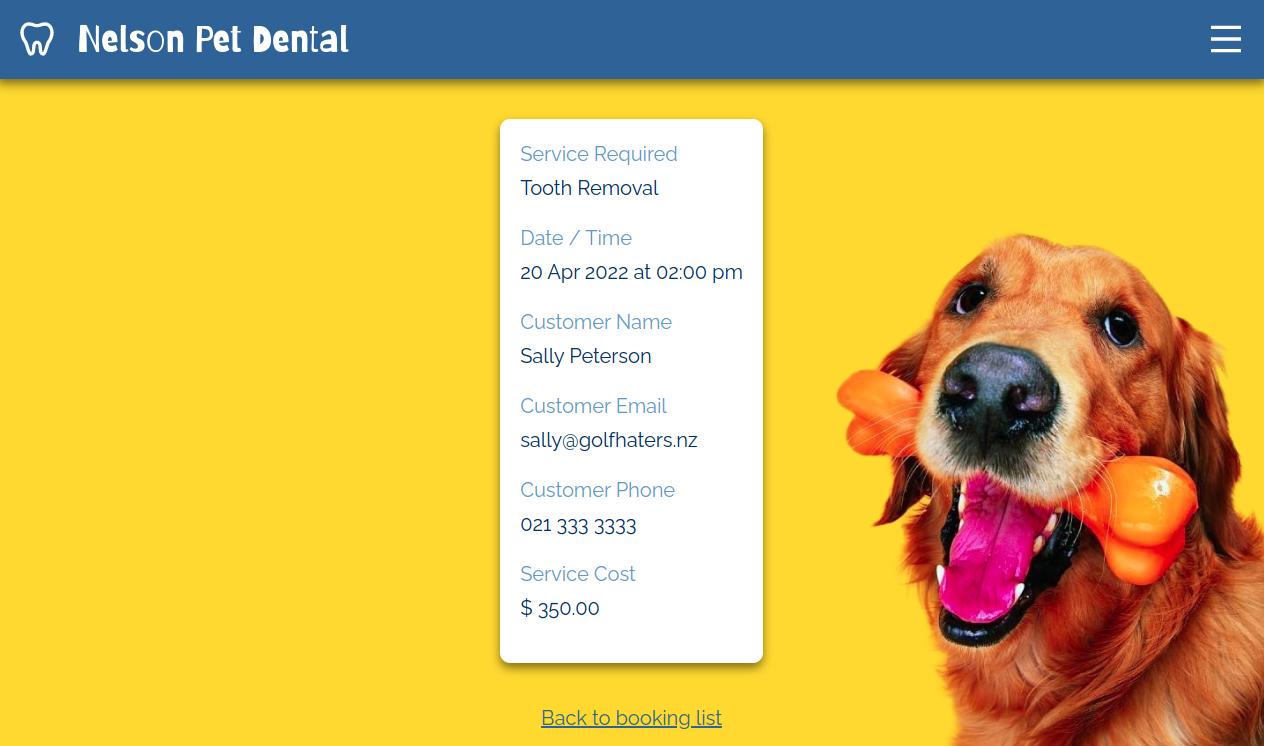 Nelson Pet Dental
Service Required
Tooth Removal
Date / Time
20 Apr 2022 at 02:00 pm
Customer Name
Sally Peterson
Customer Email
sally@golfhaters.nz
Customer Phone
021 333 3333
Service Cost
$ 350.00
Back to booking list